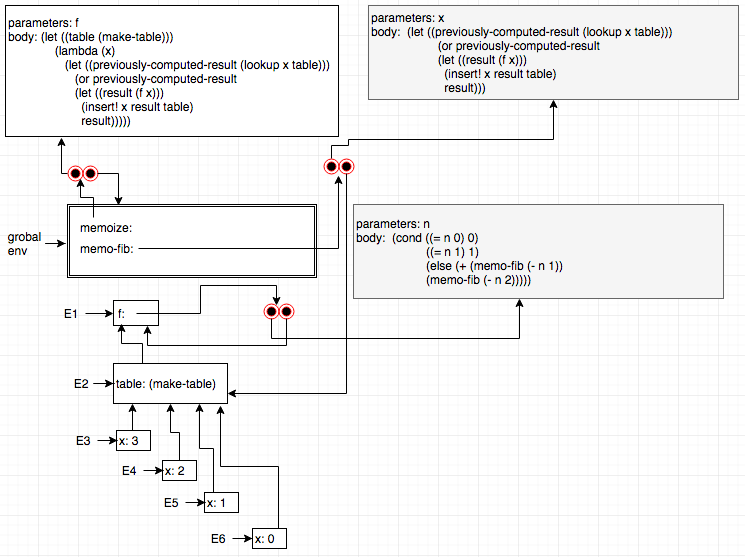 parameters: f
body: (let ((table (make-table)))
(lambda (x)
(let ((previously-computed-result (lookup x table)))
(or previously-computed-result
(let ((result (f x)))
(insert! x result table)
result)))))
parameters: x
body: (let ((previously-computed-result (lookup x table)))
(or previously-computed-result
(let ((result (f x)))
(insert! x result table)
result)))
grobal
env
memoize:
memo-fib:
parameters: n
body: (cond ((= n 0) 0)
((= n 1) 1)
(else (+ (memo-fib (- n 1))
(memo-fib (- n 2)))))
E1
f:
E2
table: (make-table)
E3
x: 3
E4
x: 2
E5
x: 1
E6
x: 0